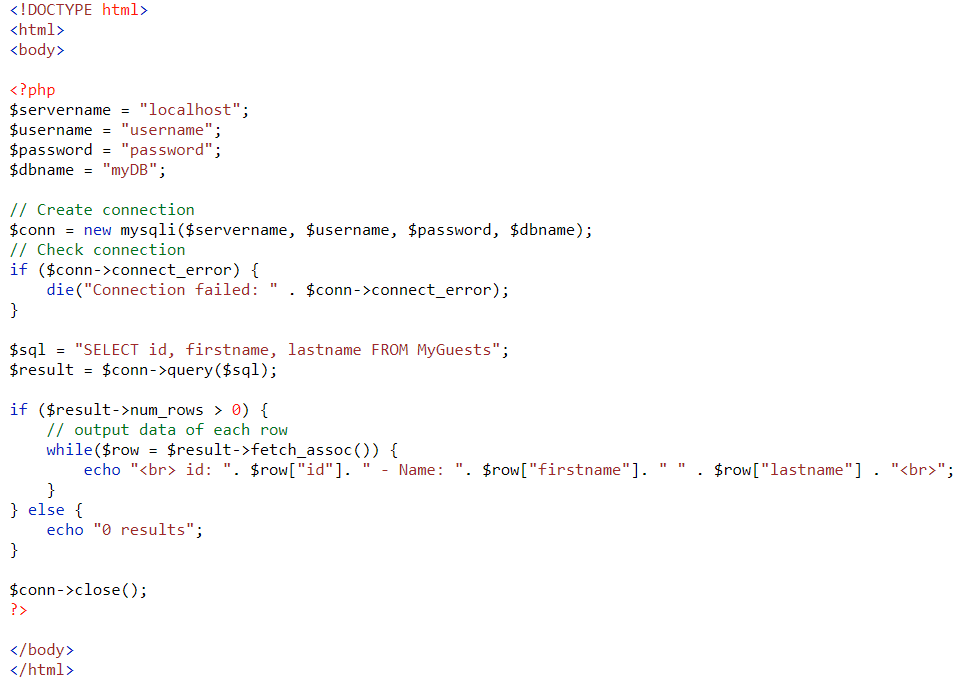 <!DOCTYPE html>
<html>
<body>

<?php
$servername = "localhost";
$username = "username";
$password = "password";
$dbname = "myDB";

// Create connection
$conn = new mysqli($servername, $username, $password, $dbname);
// Check connection
if ($conn->connect_error) {
    die("Connection failed: " . $conn->connect_error);
}

$sql = "SELECT id, firstname, lastname FROM MyGuests";
$result = $conn->query($sql);

if ($result->num_rows > 0) {
    // output data of each row
    while($row = $result->fetch_assoc()) {
        echo "<br> id: ". $row["id"]. " - Name: ". $row["firstname"]. " " . $row["lastname"] . "<br>";
    }
} else {
    echo "0 results";
}

$conn->close();
?>

</body>
</html>